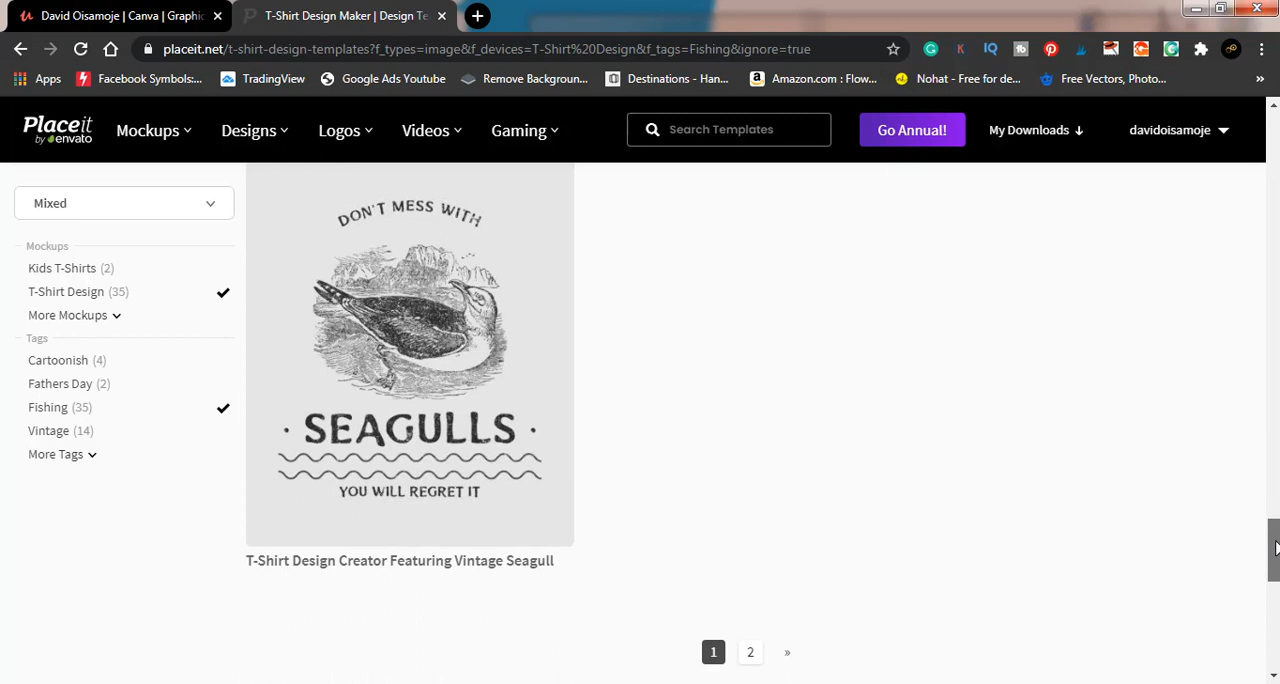 David Oisamoje | Canva | Graphic
T-Shirt Design Maker | Design Te
placeit.net/t-shirt-design-templates?f_types=image&f_devices=T-Shirt%20Design&f_tags=Fishing&ignore=true
Apps
Facebook Symbols...
TradingView
Google Ads Youtube
Remove Backgroun...
Destinations - Han...
Amazon.com : Flow...
Nohat - Free for de...
Free Vectors, Photo...
»
Placeit
by envato
Mockups
Designs
Logos
Videos
Gaming
Search Templates
Go Annual!
My Downloads
davidoisamoje
Mixed
Mockups
Kids T-Shirts (2)
T-Shirt Design (35)
More Mockups
Tags
Cartoonish (4)
Fathers Day (2)
Fishing (35)
Vintage (14)
More Tags
DON'T MESS WITH
· SEAGULLS ·
YOU WILL REGRET IT
T-Shirt Design Creator Featuring Vintage Seagull
1 2 »